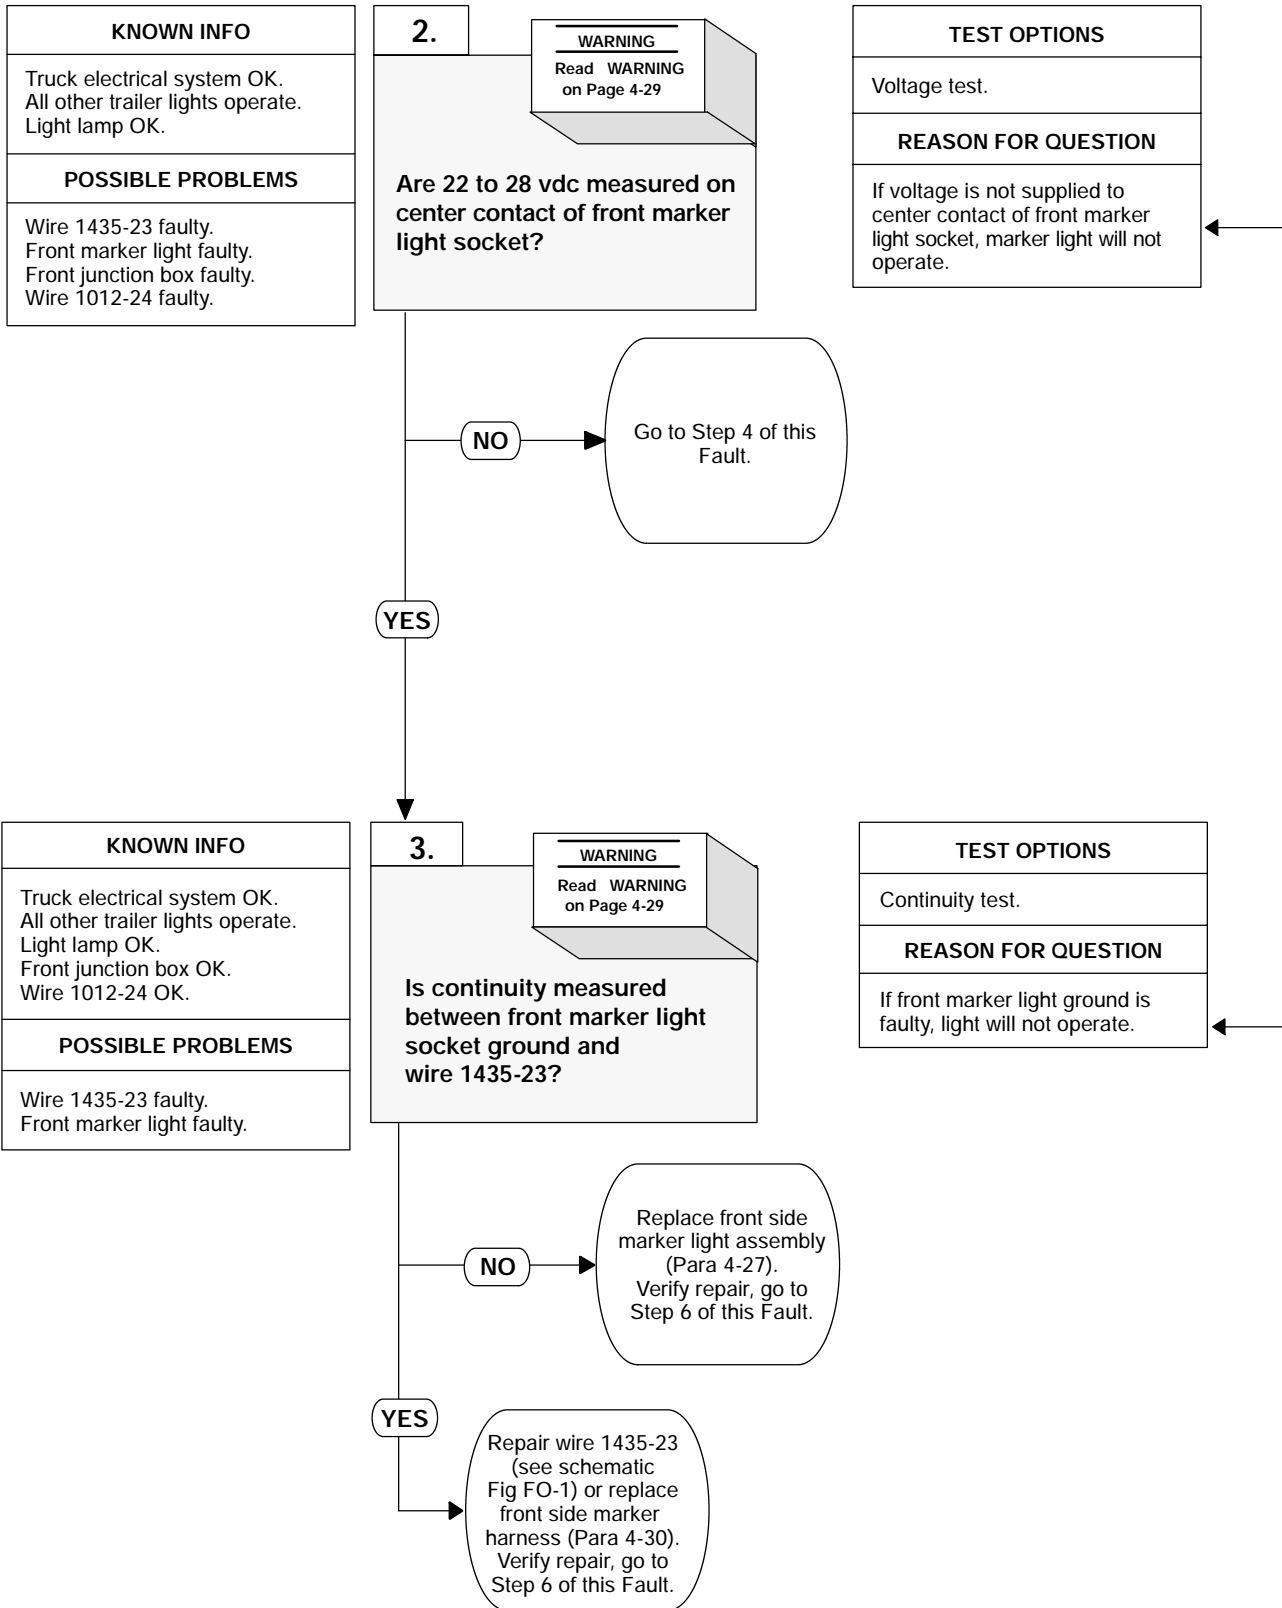 KNOWN INFO
Truck electrical system OK.
All other trailer lights operate.
Light lamp OK.
POSSIBLE PROBLEMS
Wire 1435-23 faulty.
Front marker light faulty.
Front junction box faulty.
Wire 1012-24 faulty.
2.
WARNING
Read WARNING
on Page 4-29
Are 22 to 28 vdc measured on
center contact of front marker
light socket?
TEST OPTIONS
Voltage test.
REASON FOR QUESTION
If voltage is not supplied to
center contact of front marker
light socket, marker light will not
operate.
NO
Go to Step 4 of this
Fault.
YES
KNOWN INFO
Truck electrical system OK.
All other trailer lights operate.
Light lamp OK.
Front junction box OK.
Wire 1012-24 OK.
POSSIBLE PROBLEMS
Wire 1435-23 faulty.
Front marker light faulty.
3.
WARNING
Read WARNING
on Page 4-29
Is continuity measured
between front marker light
socket ground and
wire 1435-23?
TEST OPTIONS
Continuity test.
REASON FOR QUESTION
If front marker light ground is
faulty, light will not operate.
NO
Replace front side
marker light assembly
(Para 4-27).
Verify repair, go to
Step 6 of this Fault.
YES
Repair wire 1435-23
(see schematic
Fig FO-1) or replace
front side marker
harness (Para 4-30).
Verify repair, go to
Step 6 of this Fault.